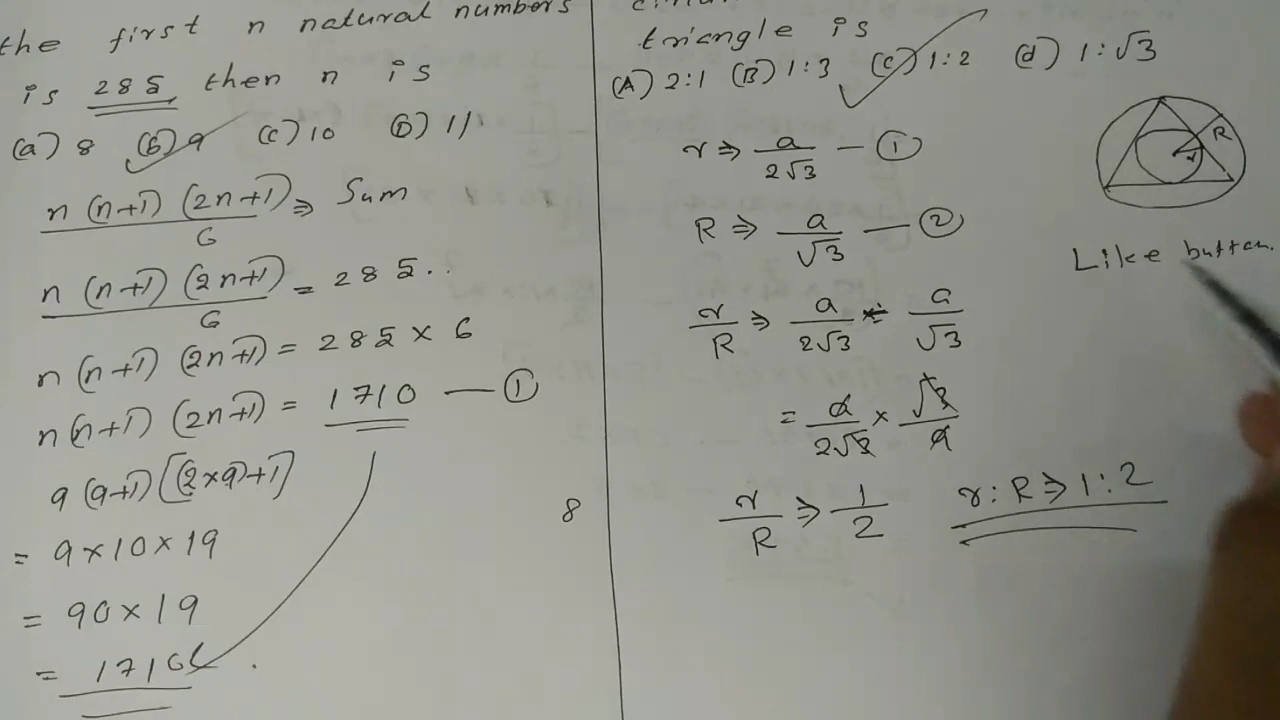 the first n natural numbers
is 285, then n is
(a) 8 (b) 9 (c) 10 (D) 11
n (n+1) (2n+1) / 6 ⇒ Sum
n (n+1) (2n+1) / 6 = 285..
n (n+1) (2n+1) = 285 × 6
n(n+1) (2n+1) = 1710 — ①
9 (9+1) [(2×9)+1]
= 9×10×19
= 90×19
= 1710
8
triangle is
(A) 2:1 (B) 1:3 (C) 1:2 (d) 1:√3
r ⇒ a / 2√3 — ①
R ⇒ a / √3 — ②
r / R ⇒ a / 2√3 ÷ a / √3
= a / 2√3 × √3 / a
r / R ⇒ 1 / 2
r : R ⇒ 1:2
R
r
Like button.